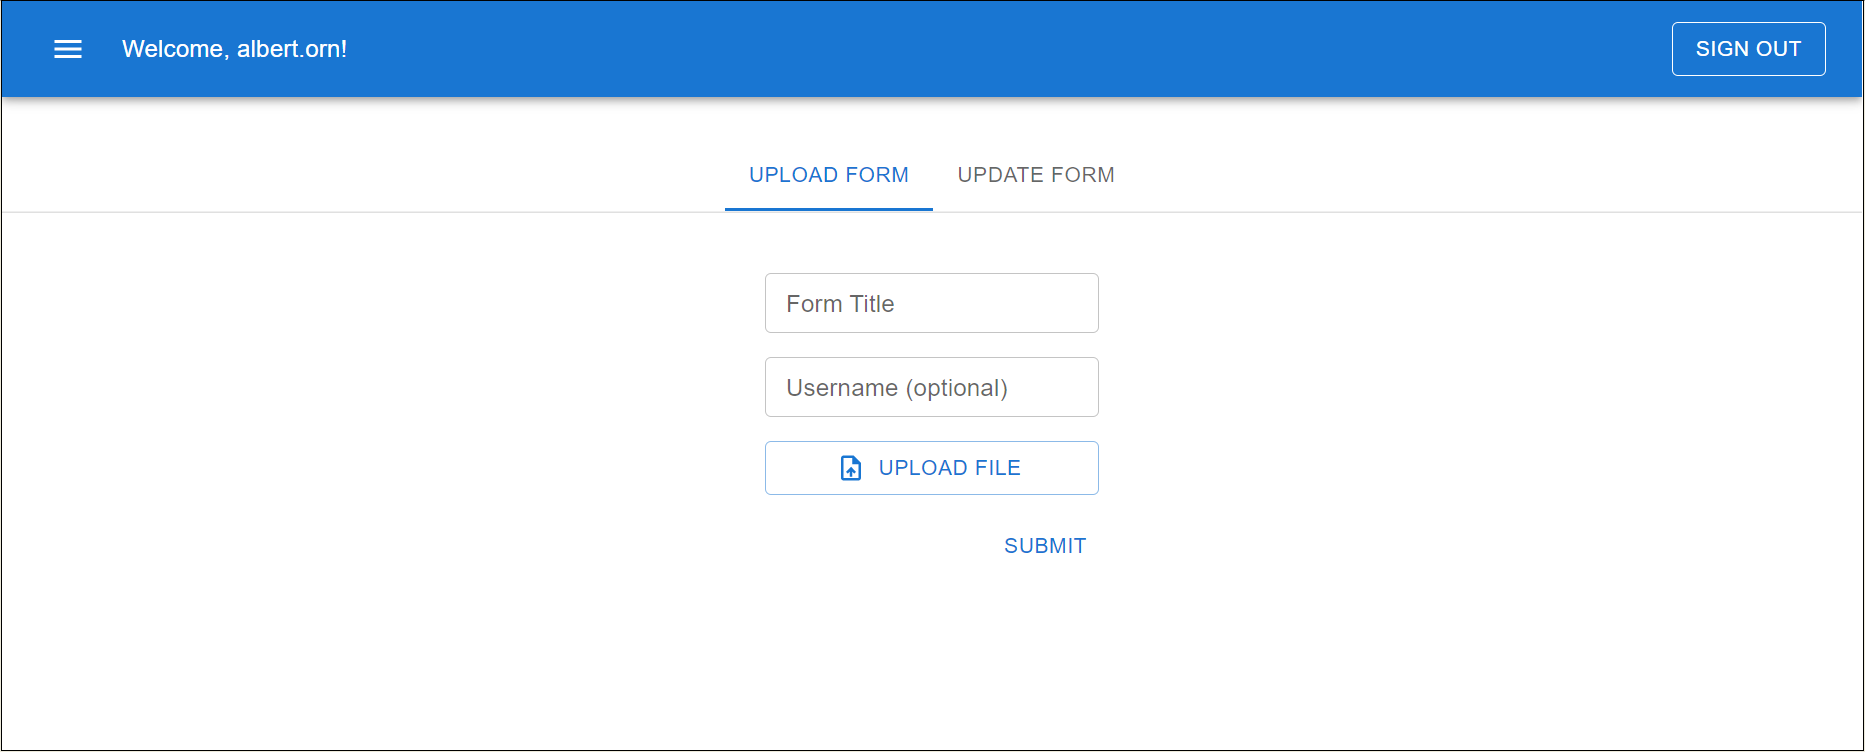 Welcome, albert.orn!
SIGN OUT
UPLOAD FORM
UPDATE FORM
Form Title
Username (optional)
UPLOAD FILE
SUBMIT